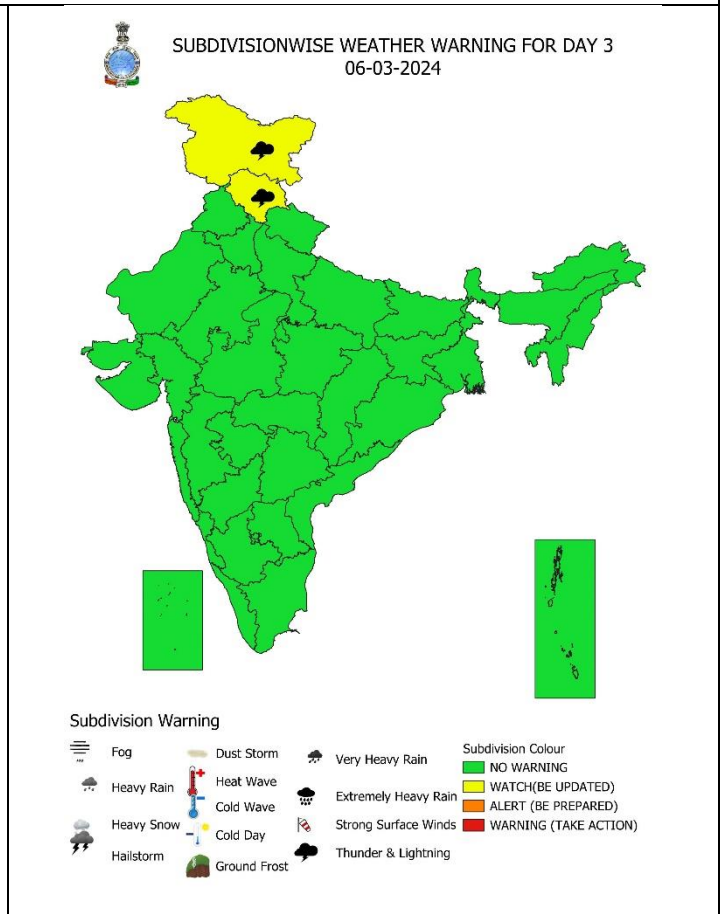 SUBDIVISIONWISE WEATHER WARNING FOR DAY 3
06-03-2024
Subdivision Warning
Fog
Heavy Rain
Heavy Snow
Hailstorm
Dust Storm
Heat Wave
Cold Wave
Cold Day
Ground Frost
Very Heavy Rain
Extremely Heavy Rain
Strong Surface Winds
Thunder & Lightning
Subdivision Colour
NO WARNING
WATCH(BE UPDATED)
ALERT (BE PREPARED)
WARNING (TAKE ACTION)